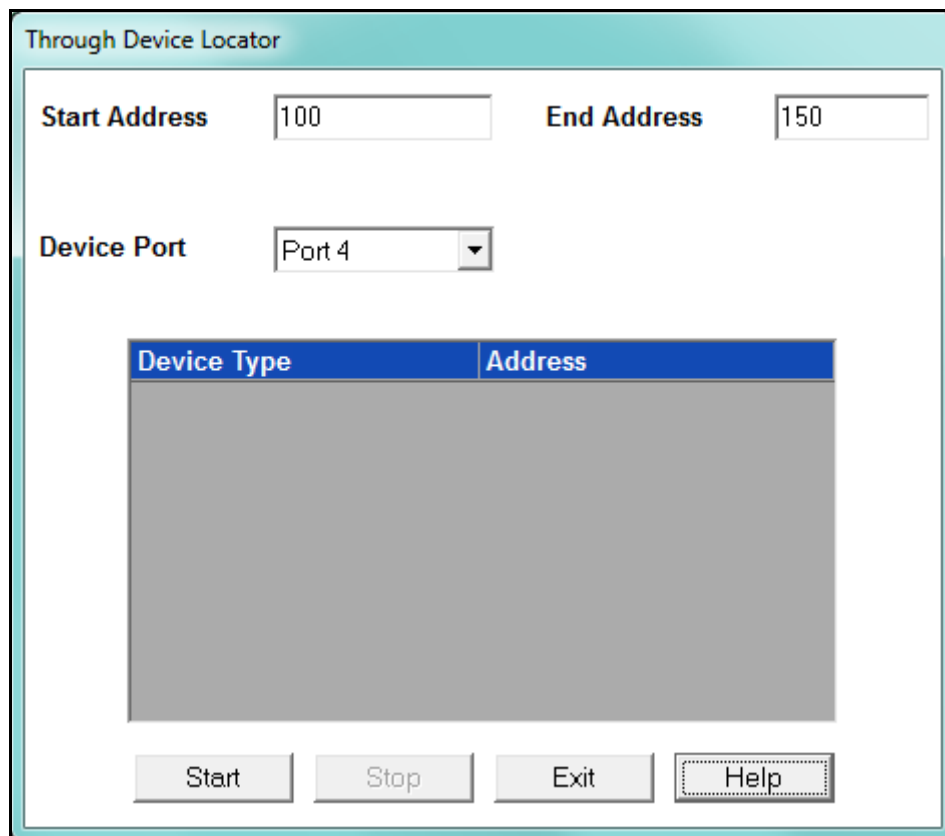 Through Device Locator
Start Address 100 End Address 150
Device Port Port 4
Device Type Address
Start Stop Exit Help